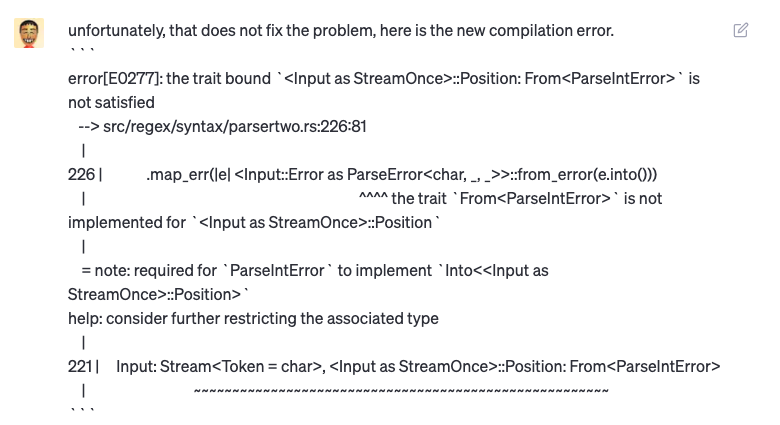 unfortunately, that does not fix the problem, here is the new compilation error.
```
error[E0277]: the trait bound `<Input as StreamOnce>::Position: From<ParseIntError>` is
not satisfied
--> src/regex/syntax/parsertwo.rs:226:81
|
226 | .map_err(|e| <Input::Error as ParseError<char, _, _>>::from_error(e.into()))
| ^^^^ the trait `From<ParseIntError>` is not
implemented for `<Input as StreamOnce>::Position`
|
= note: required for `ParseIntError` to implement `Into<<Input as
StreamOnce>::Position>`
help: consider further restricting the associated type
|
221 | Input: Stream<Token = char>, <Input as StreamOnce>::Position: From<ParseIntError>
| ~~~~~~~~~~~~~~~~~~~~~~~~~~~~~~~~~~~~~~~~~~~~~~~~~~~~~~
```